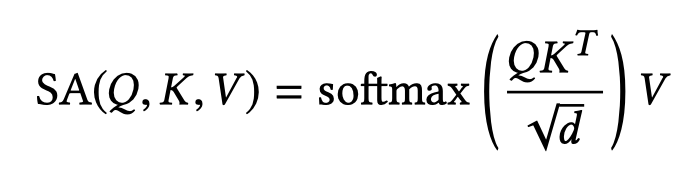 SA(Q, K, V) = softmax (QK^T / √d) V